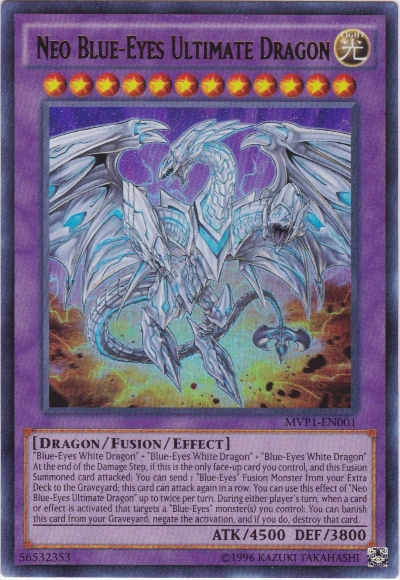 NEO BLUE-EYES ULTIMATE DRAGON
LIGHT
光
MVP1-EN001
[DRAGON/FUSION/EFFECT]
"Blue-Eyes White Dragon" + "Blue-Eyes White Dragon" + "Blue-Eyes White Dragon"
At the end of the Damage Step, if this is the only face-up card you control, and this Fusion
Summoned card attacked: You can send 1 "Blue-Eyes" Fusion Monster from your Extra
Deck to the Graveyard; this card can attack again in a row. You can use this effect of "Neo
Blue-Eyes Ultimate Dragon" up to twice per turn. During either player's turn, when a card
or effect is activated that targets a "Blue-Eyes" monster(s) you control: You can banish
this card from your Graveyard; negate the activation, and if you do, destroy that card.
ATK/4500 DEF/3800
56532353
©1996 KAZUKI TAKAHASHI